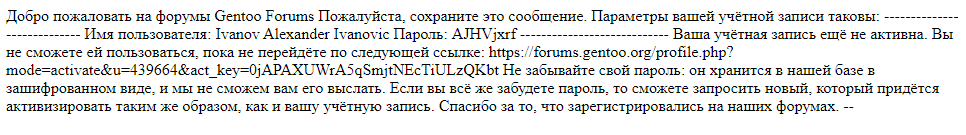 Добро пожаловать на форумы Gentoo Forums Пожалуйста, сохраните это сообщение. Параметры вашей учётной записи таковы: --------------
-------------- Имя пользователя: Ivanov Alexander Ivanovic Пароль: AJHVjxrf ---------------------------- Ваша учётная запись ещё не активна. Вы
не сможете ей пользоваться, пока не перейдёте по следующей ссылке: https://forums.gentoo.org/profile.php?
mode=activate&u=439664&act_key=0jAPAXUWrA5qSmjtNEcTiULzQKbt Не забывайте свой пароль: он хранится в нашей базе в
зашифрованном виде, и мы не сможем вам его выслать. Если вы всё же забудете пароль, то сможете запросить новый, который придётся
активизировать таким же образом, как и вашу учётную запись. Спасибо за то, что зарегистрировались на наших форумах. --